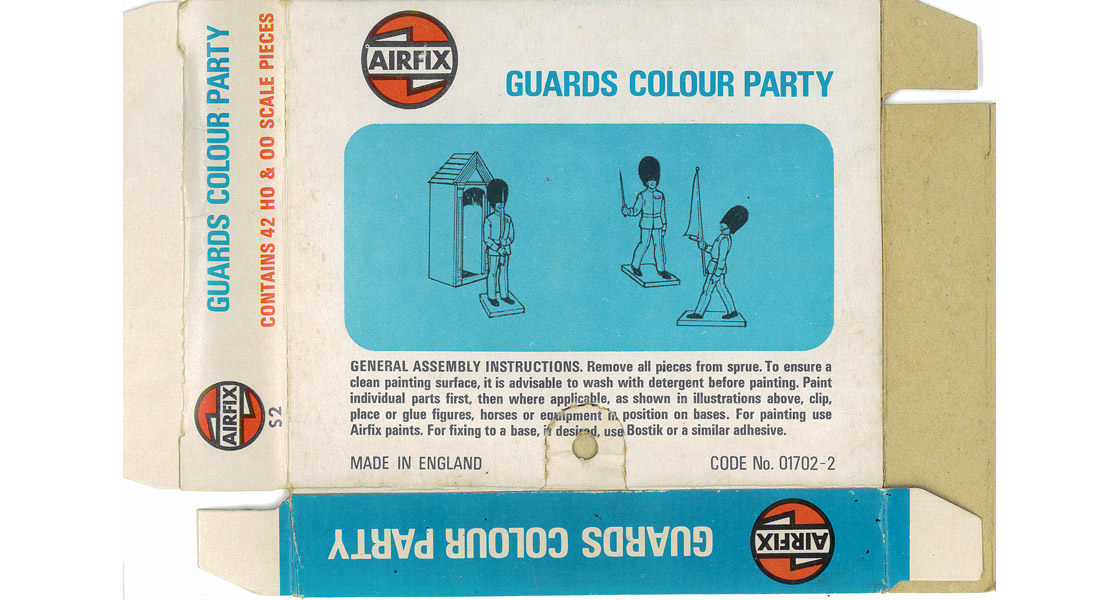 GUARDS COLOUR PARTY
CONTAINS 42 HO & OO SCALE PIECES
AIRFIX
S2
AIRFIX
GUARDS COLOUR PARTY
GENERAL ASSEMBLY INSTRUCTIONS. Remove all pieces from sprue. To ensure a
clean painting surface, it is advisable to wash with detergent before painting. Paint
individual parts first, then where applicable, as shown in illustrations above, clip,
place or glue figures, horses or equipment in position on bases. For painting use
Airfix paints. For fixing to a base, if desired, use Bostik or a similar adhesive.
MADE IN ENGLAND
CODE No. 01702-2
GUARDS COLOUR PARTY
AIRFIX